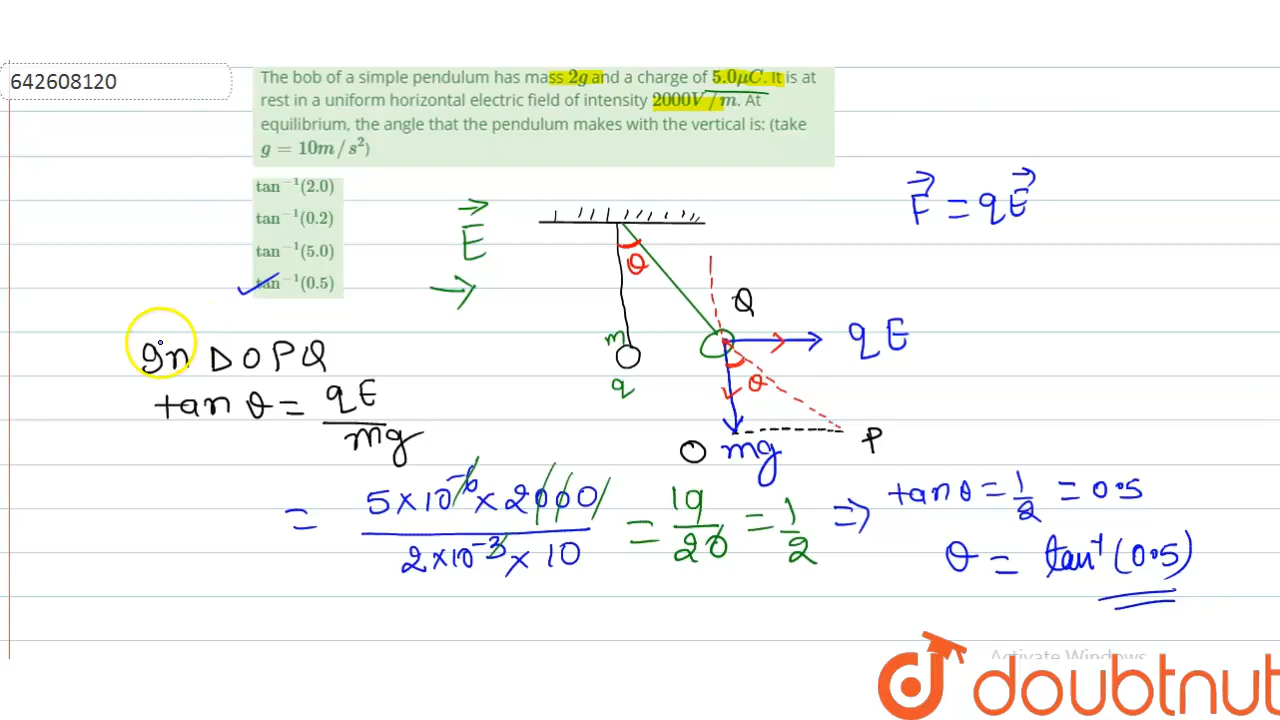 642608120
The bob of a simple pendulum has mass 2g and a charge of 5.0μC. It is at
rest in a uniform horizontal electric field of intensity 2000V/m. At
equilibrium, the angle that the pendulum makes with the vertical is: (take
g = 10m/s²)
tan⁻¹(2.0)
tan⁻¹(0.2)
tan⁻¹(5.0)
tan⁻¹(0.5)
E
F = qE
θ
m
q
Q
qE
θ
O
mg
P
In Δ OPQ
tan θ = qE/mg
= 5×10⁻⁶ × 2000 / 2×10⁻³ × 10 = 10/20 = 1/2 ⇒ tan θ = 1/2 = 0.5
θ = tan⁻¹(0.5)
Activate Windows
doubtnut